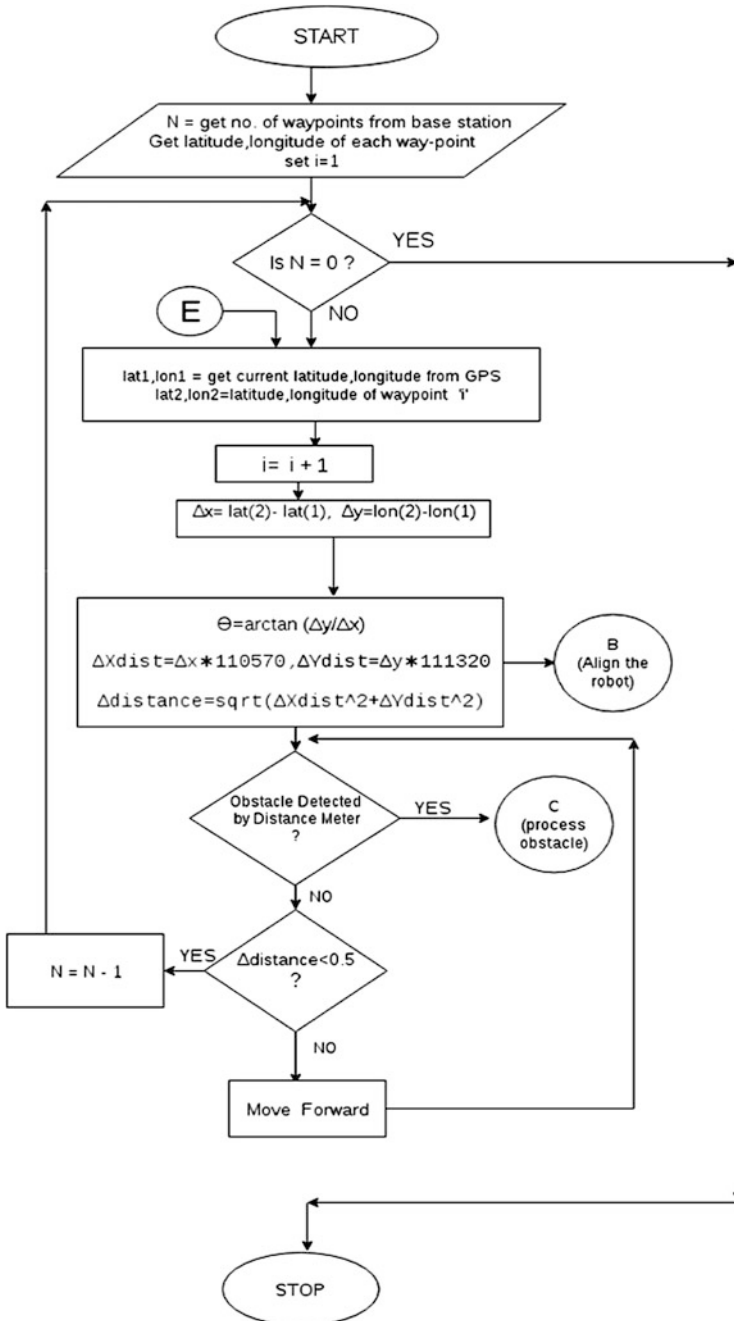 START
N = get no. of waypoints from base station
Get latitude,longitude of each way-point
set i=1
Is N = 0 ?
YES
E
NO
lat1,lon1 = get current latitude,longitude from GPS
lat2,lon2=latitude,longitude of waypoint 'i'
i= i + 1
Δx= lat(2)- lat(1), Δy=lon(2)-lon(1)
Θ=arctan (Δy/Δx)
ΔXdist=Δx*110570,ΔYdist=Δy*111320
Δdistance=sqrt(ΔXdist^2+ΔYdist^2)
B
(Align the
robot)
Obstacle Detected
by Distance Meter
?
YES
C
(process
obstacle)
NO
Δdistance<0.5
?
YES
N = N - 1
NO
Move Forward
STOP